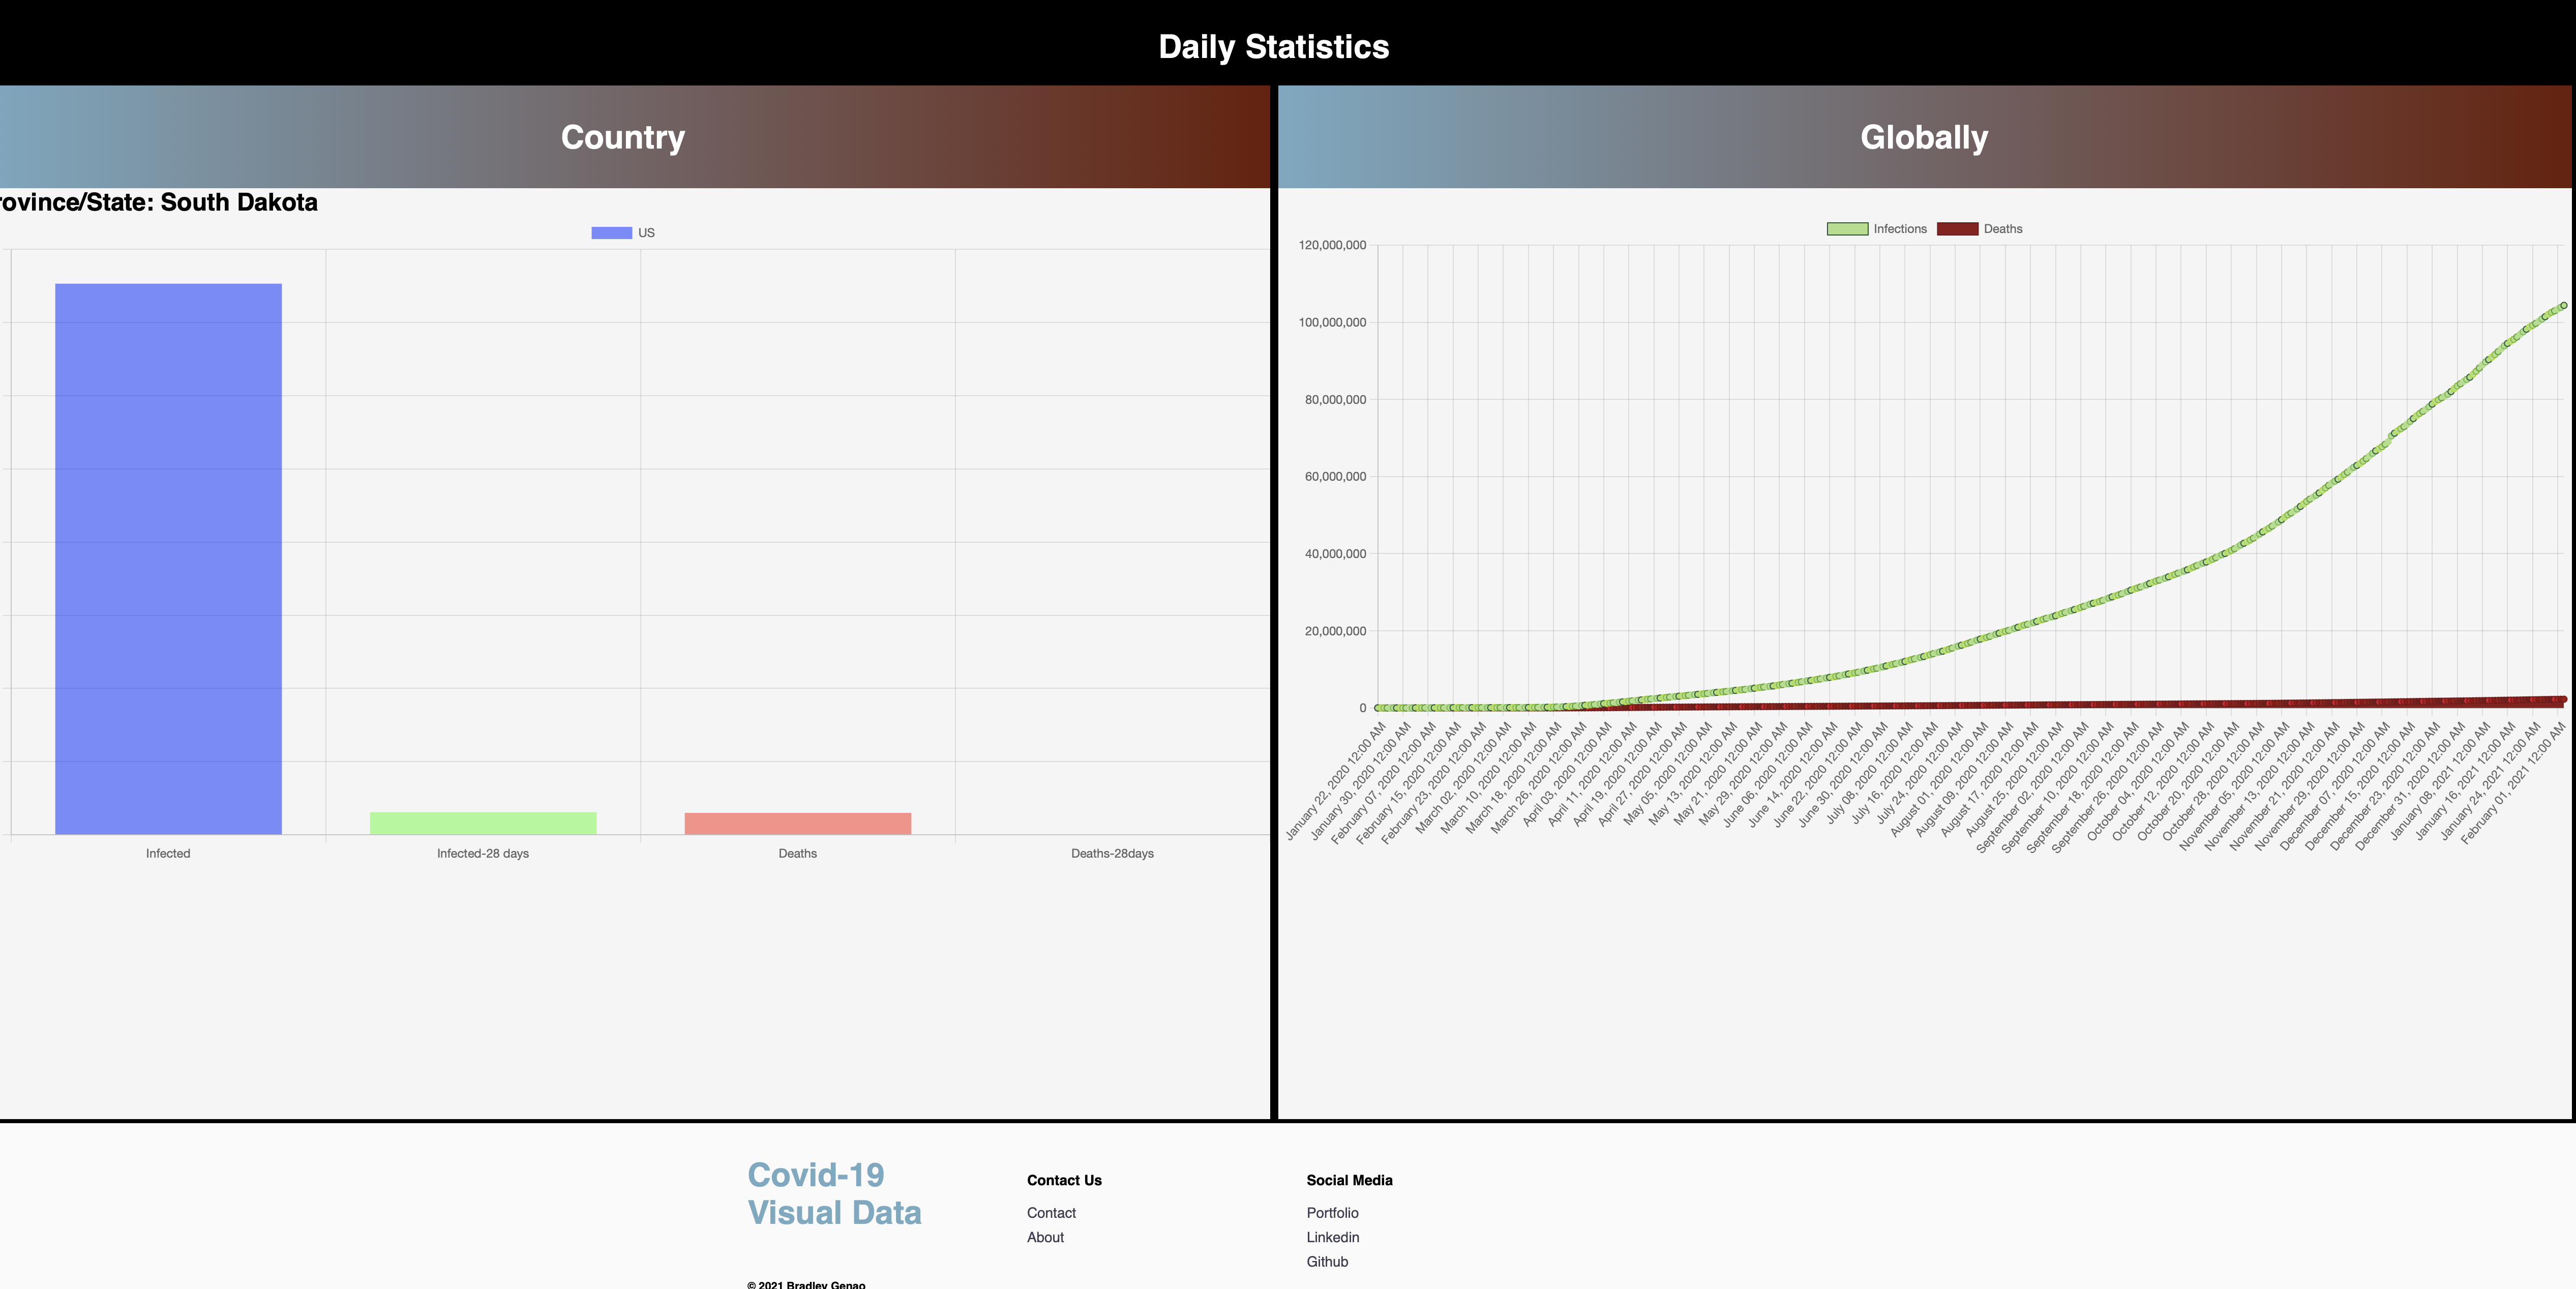 Daily Statistics
Country
rovince/State: South Dakota
US
Infected
Infected-28 days
Deaths
Deaths-28days
Globally
Infections
Deaths
120,000,000
100,000,000
80,000,000
60,000,000
40,000,000
20,000,000
0
January 22, 2020 12:00 AM
January 30, 2020 12:00 AM
February 07, 2020 12:00 AM
February 15, 2020 12:00 AM
February 23, 2020 12:00 AM
March 02, 2020 12:00 AM
March 10, 2020 12:00 AM
March 18, 2020 12:00 AM
March 26, 2020 12:00 AM
April 03, 2020 12:00 AM
April 11, 2020 12:00 AM
April 19, 2020 12:00 AM
April 27, 2020 12:00 AM
May 05, 2020 12:00 AM
May 13, 2020 12:00 AM
May 21, 2020 12:00 AM
May 29, 2020 12:00 AM
June 06, 2020 12:00 AM
June 14, 2020 12:00 AM
June 22, 2020 12:00 AM
June 30, 2020 12:00 AM
July 08, 2020 12:00 AM
July 16, 2020 12:00 AM
July 24, 2020 12:00 AM
August 01, 2020 12:00 AM
August 09, 2020 12:00 AM
August 17, 2020 12:00 AM
August 25, 2020 12:00 AM
September 02, 2020 12:00 AM
September 10, 2020 12:00 AM
September 18, 2020 12:00 AM
September 26, 2020 12:00 AM
October 04, 2020 12:00 AM
October 12, 2020 12:00 AM
October 20, 2020 12:00 AM
October 28, 2020 12:00 AM
November 05, 2020 12:00 AM
November 13, 2020 12:00 AM
November 21, 2020 12:00 AM
November 29, 2020 12:00 AM
December 07, 2020 12:00 AM
December 15, 2020 12:00 AM
December 23, 2020 12:00 AM
December 31, 2020 12:00 AM
January 08, 2021 12:00 AM
January 16, 2021 12:00 AM
January 24, 2021 12:00 AM
February 01, 2021 12:00 AM
Covid-19
Visual Data
Contact Us
Contact
About
Social Media
Portfolio
Linkedin
Github
© 2021 Bradley Genao